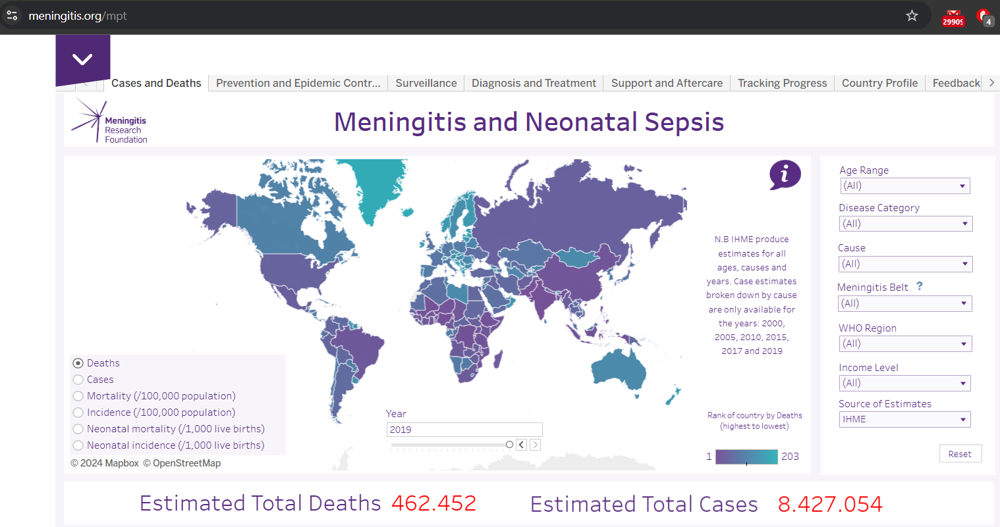 meningitis.org/mpt
29909
4
Cases and Deaths
Prevention and Epidemic Contr...
Surveillance
Diagnosis and Treatment
Support and Aftercare
Tracking Progress
Country Profile
Feedback
Meningitis
Research
Foundation
Meningitis and Neonatal Sepsis
i
N.B IHME produce
estimates for all
ages, causes and
years. Case estimates
broken down by cause
are only available for
the years: 2000,
2005, 2010, 2015,
2017 and 2019
Deaths
Cases
Mortality (/100,000 population)
Incidence (/100,000 population)
Neonatal mortality (/1,000 live births)
Neonatal incidence (/1,000 live births)
© 2024 Mapbox © OpenStreetMap
Year
2019
Rank of country by Deaths
(highest to lowest)
1
203
Age Range
(All)
Disease Category
(All)
Cause
(All)
Meningitis Belt ?
(All)
WHO Region
(All)
Income Level
(All)
Source of Estimates
IHME
Reset
Estimated Total Deaths 462.452
Estimated Total Cases 8.427.054